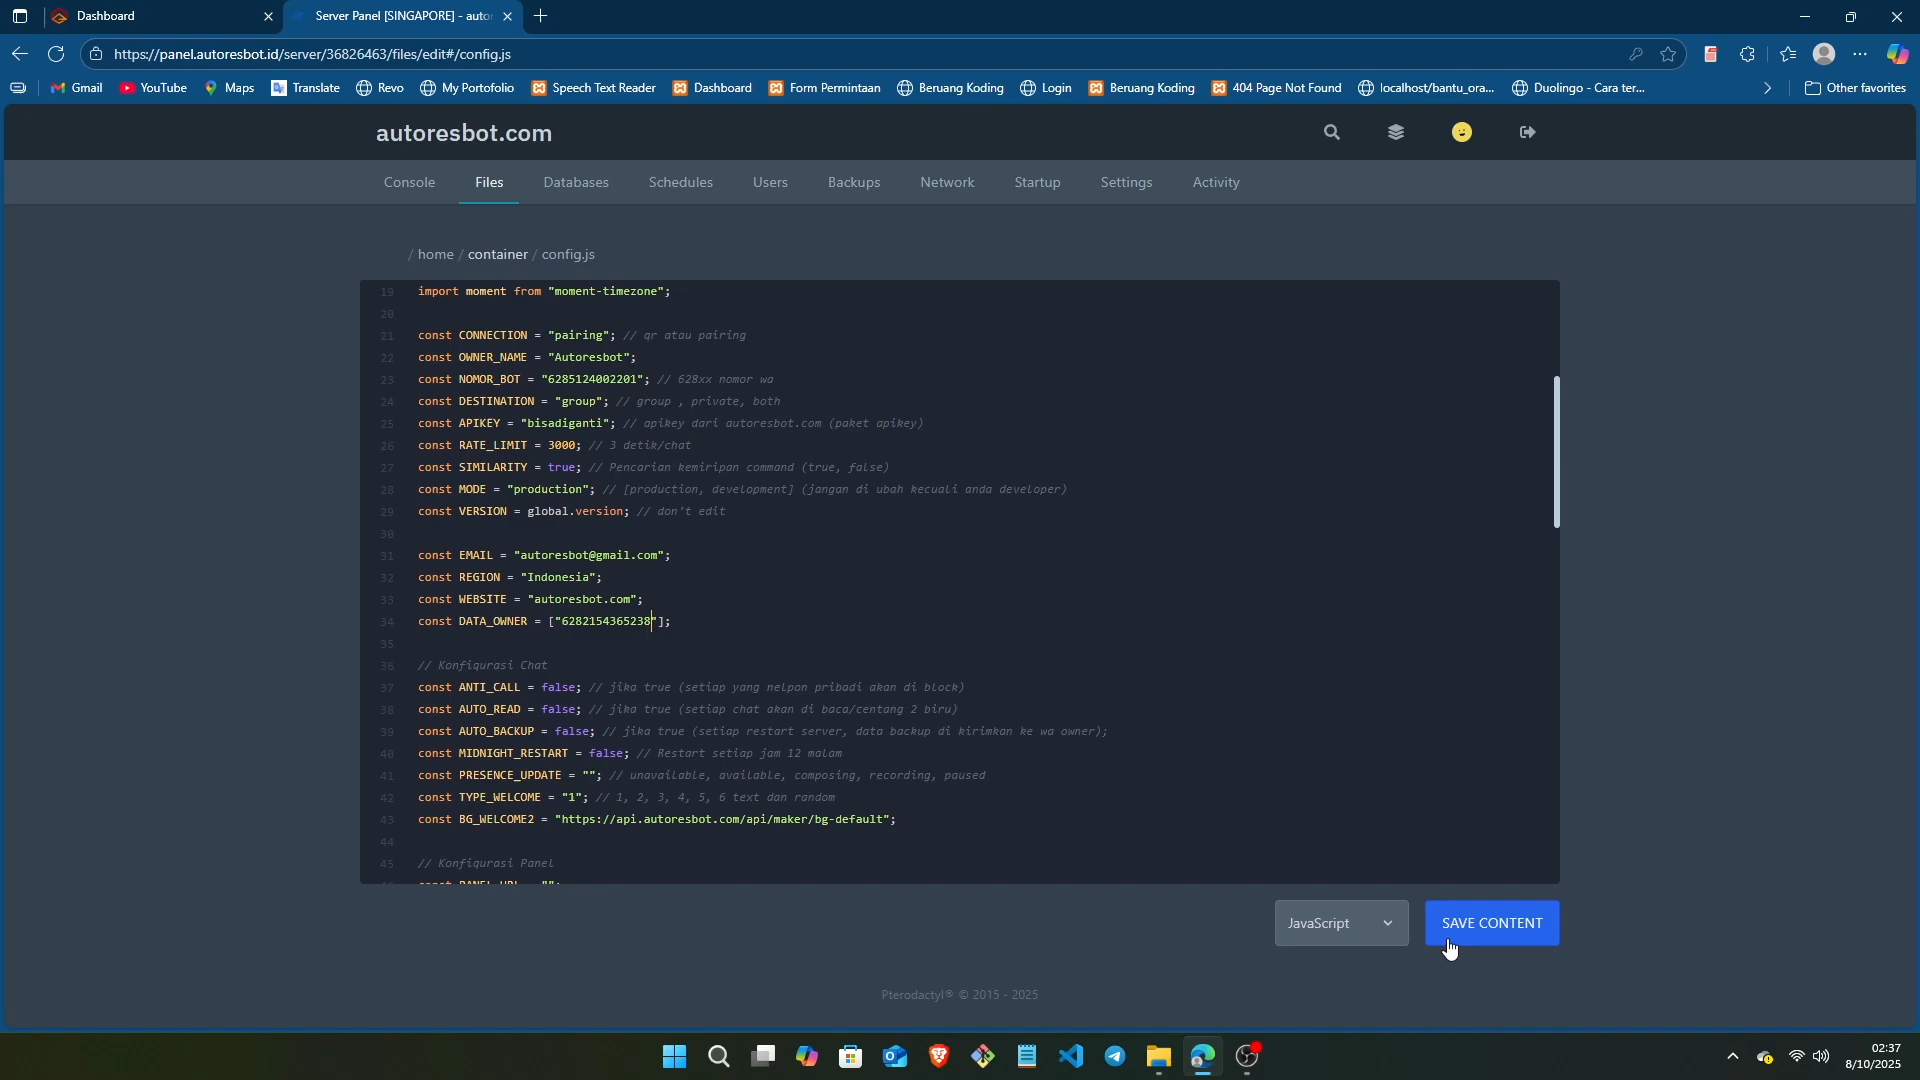 Dashboard
Server Panel [SINGAPORE] - autor
https://panel.autoresbot.id/server/36826463/files/edit#/config.js
Gmail YouTube Maps Translate Revo My Portofolio Speech Text Reader Dashboard Form Permintaan Beruang Koding Login Beruang Koding 404 Page Not Found localhost/bantu_ora... Duolingo - Cara ter... Other favorites
autoresbot.com
Console Files Databases Schedules Users Backups Network Startup Settings Activity
/ home / container / config.js
19 import moment from "moment-timezone";
20
21 const CONNECTION = "pairing"; // qr atau pairing
22 const OWNER_NAME = "Autoresbot";
23 const NOMOR_BOT = "6285124002201"; // 628xx nomor wa
24 const DESTINATION = "group"; // group , private, both
25 const APIKEY = "bisadiganti"; // apikey dari autoresbot.com (paket apikey)
26 const RATE_LIMIT = 3000; // 3 detik/chat
27 const SIMILARITY = true; // Pencarian kemiripan command (true, false)
28 const MODE = "production"; // [production, development] (jangan di ubah kecuali anda developer)
29 const VERSION = global.version; // don't edit
30
31 const EMAIL = "autoresbot@gmail.com";
32 const REGION = "Indonesia";
33 const WEBSITE = "autoresbot.com";
34 const DATA_OWNER = ["6282154365238"];
35
36 // Konfigurasi Chat
37 const ANTI_CALL = false; // jika true (setiap yang nelpon pribadi akan di block)
38 const AUTO_READ = false; // jika true (setiap chat akan di baca/centang 2 biru)
39 const AUTO_BACKUP = false; // jika true (setiap restart server, data backup di kirimkan ke wa owner);
40 const MIDNIGHT_RESTART = false; // Restart setiap jam 12 malam
41 const PRESENCE_UPDATE = ""; // unavailable, available, composing, recording, paused
42 const TYPE_WELCOME = "1"; // 1, 2, 3, 4, 5, 6 text dan random
43 const BG_WELCOME2 = "https://api.autoresbot.com/api/maker/bg-default";
44
45 // Konfigurasi Panel
JavaScript
SAVE CONTENT
Pterodactyl® © 2015 - 2025
02:37
8/10/2025